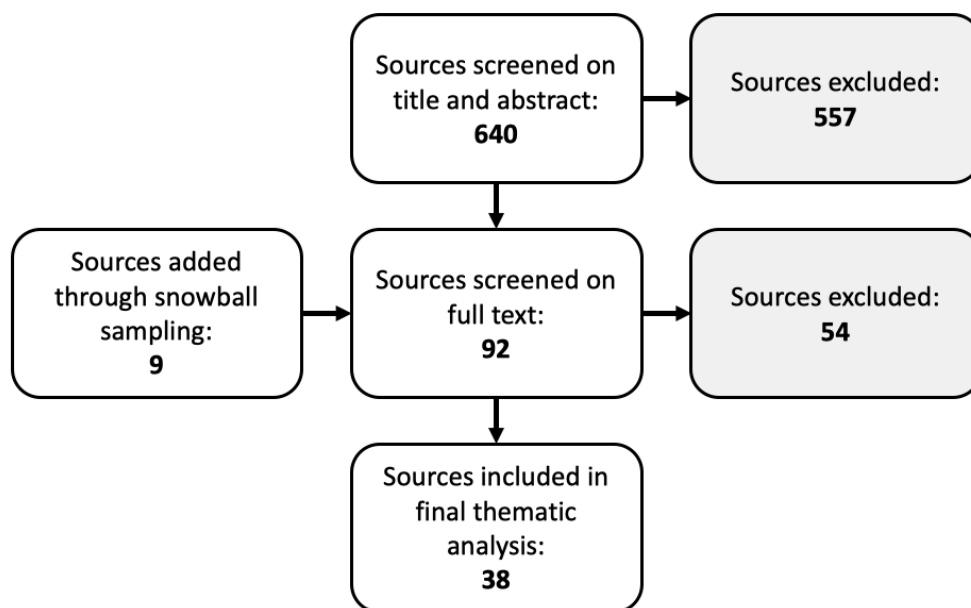 Sources screened on
title and abstract:
640
Sources excluded:
557
Sources added
through snowball
sampling:
9
Sources screened on
full text:
92
Sources excluded:
54
Sources included in
final thematic
analysis:
38